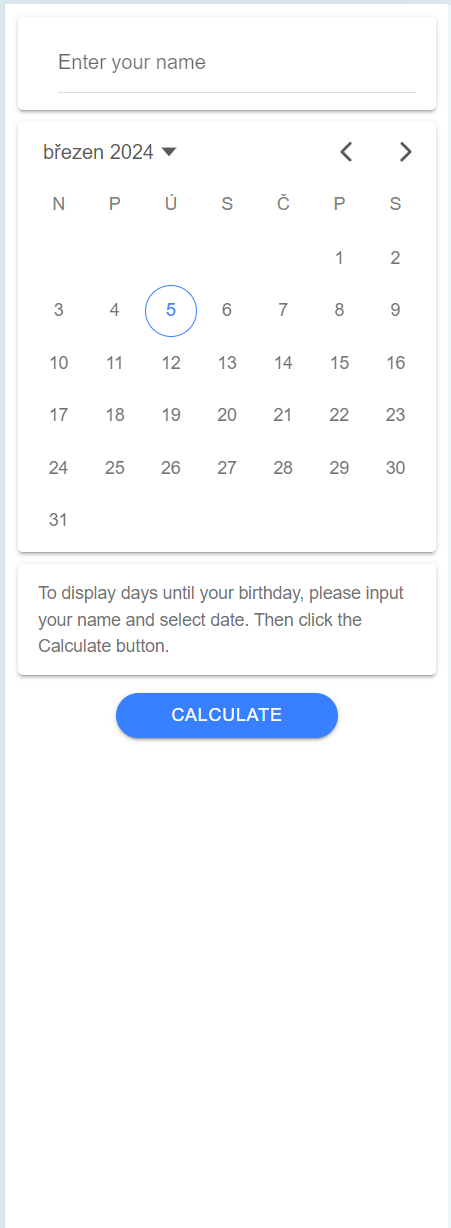 Enter your name
březen 2024
N P Ú S Č P S
1 2
3 4 5 6 7 8 9
10 11 12 13 14 15 16
17 18 19 20 21 22 23
24 25 26 27 28 29 30
31
To display days until your birthday, please input
your name and select date. Then click the
Calculate button.
CALCULATE